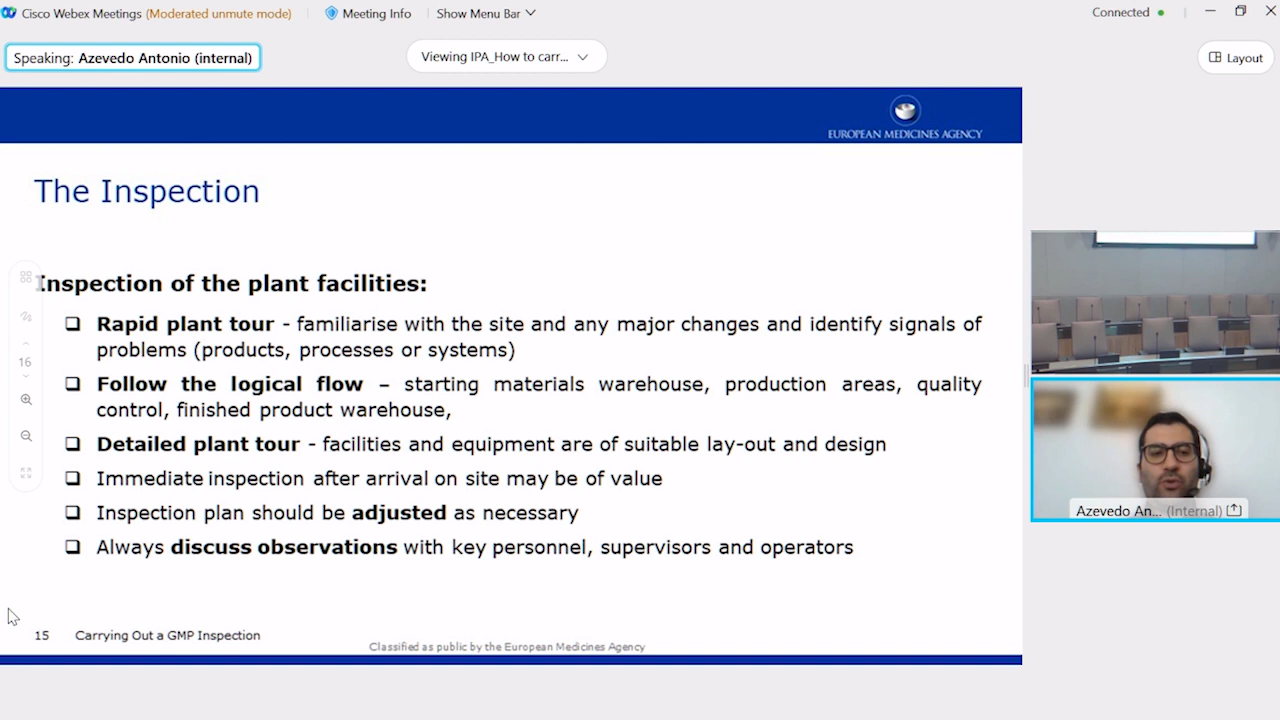 Cisco Webex Meetings (Moderated unmute mode) Meeting Info Show Menu Bar Connected
Speaking: Azevedo Antonio (internal) Viewing IPA_How to carr... Layout
EUROPEAN MEDICINES AGENCY
The Inspection
Inspection of the plant facilities:
Rapid plant tour - familiarise with the site and any major changes and identify signals of
problems (products, processes or systems)
Follow the logical flow – starting materials warehouse, production areas, quality
control, finished product warehouse,
Detailed plant tour - facilities and equipment are of suitable lay-out and design
Immediate inspection after arrival on site may be of value
Inspection plan should be adjusted as necessary
Always discuss observations with key personnel, supervisors and operators
16
15 Carrying Out a GMP Inspection
Classified as public by the European Medicines Agency
Azevedo An... (Internal)